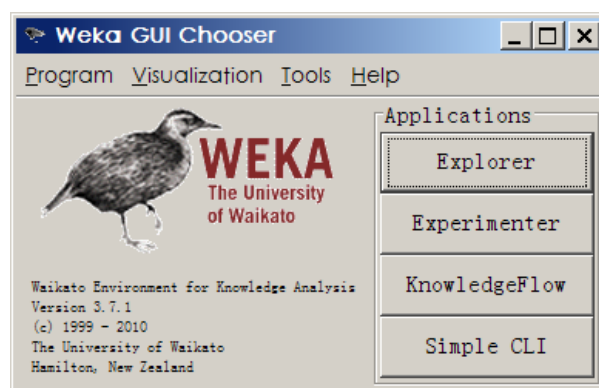 Weka GUI Chooser
Program Visualization Tools Help
WEKA
The University
of Waikato
Waikato Environment for Knowledge Analysis
Version 3.7.1
(c) 1999 - 2010
The University of Waikato
Hamilton, New Zealand
Applications
Explorer
Experimenter
KnowledgeFlow
Simple CLI